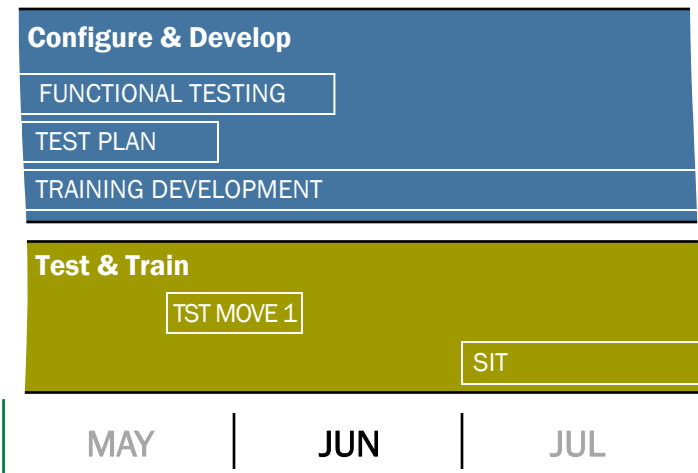 Configure & Develop
FUNCTIONAL TESTING
TEST PLAN
TRAINING DEVELOPMENT
Test & Train
TST MOVE 1
SIT
MAY
JUN
JUL